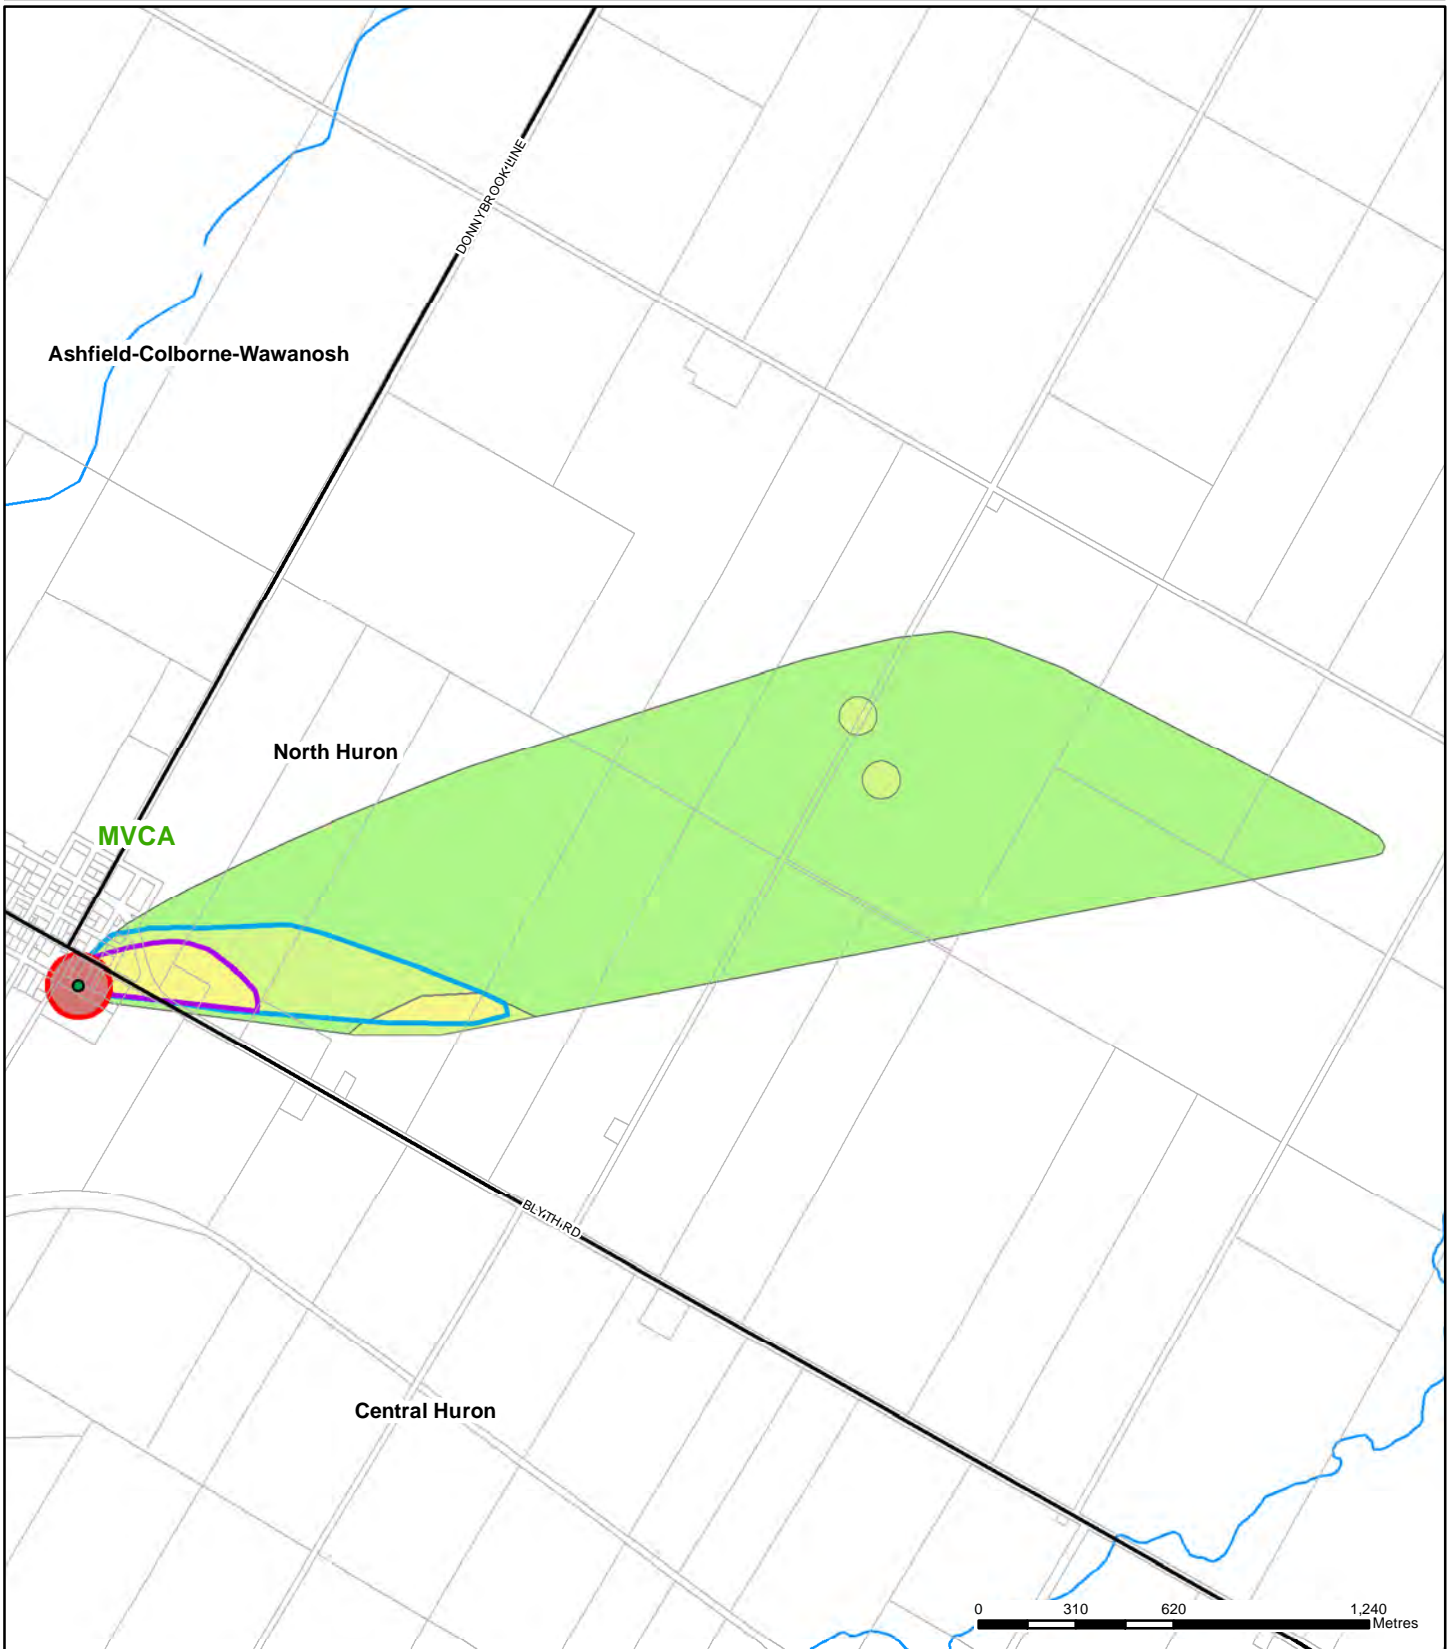 DONNYBROOK LINE
Ashfield-Colborne-Wawanosh
North Huron
MVCA
BLYTH RD
Central Huron
0 310 620 1,240
Metres